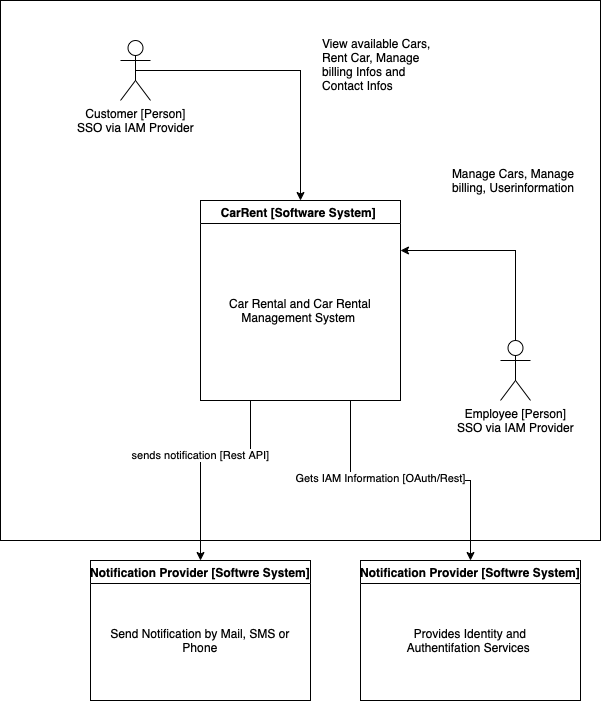 View available Cars,
Rent Car, Manage
billing Infos and
Contact Infos
Customer [Person]
SSO via IAM Provider
Manage Cars, Manage
billing, Userinformation
CarRent [Software System]
Car Rental and Car Rental
Management System
Employee [Person]
SSO via IAM Provider
sends notification [Rest API]
Gets IAM Information [OAuth/Rest]
Notification Provider [Softwre System]
Send Notification by Mail, SMS or
Phone
Notification Provider [Softwre System]
Provides Identity and
Authentifation Services